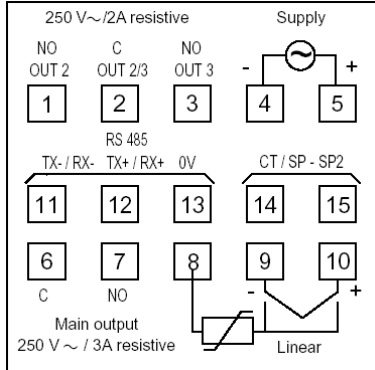 250 V~/2A resistive Supply
NO C NO
OUT 2 OUT 2/3 OUT 3 - +
1 2 3 4 5
RS 485
TX- / RX- TX+ / RX+ 0V CT / SP - SP2
11 12 13 14 15
6 7 8 9 10
C NO - +
Main output
250 V ~ / 3A resistive Linear